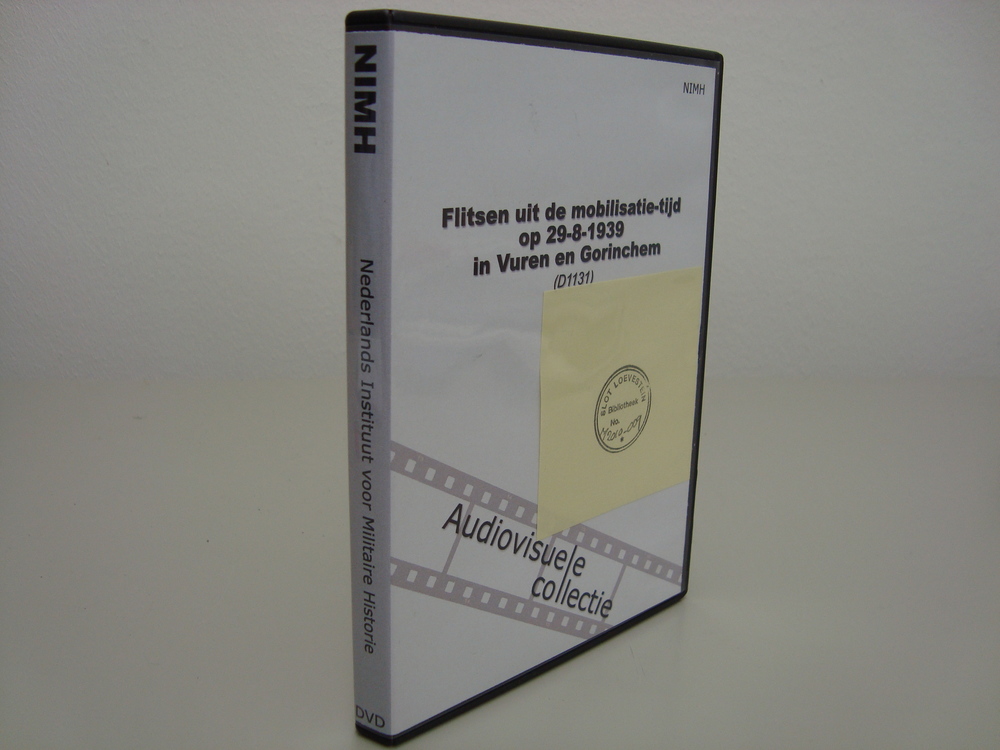 NIMH
Nederlands Instituut voor Militaire Historie
DVD
NIMH
Flitsen uit de mobilisatie-tijd
op 29-8-1939
in Vuren en Gorinchem
(D1131)
SLOT LOEVESTEIN
Bibliotheek
No.
Audiovisuele
collectie